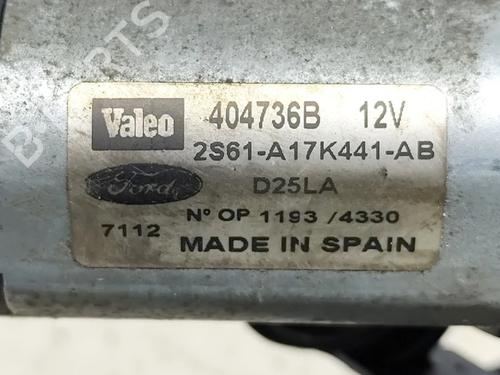 Valeo 404736B 12V
2S61-A17K441-AB
Ford D25LA
7112 Nº OP 1193 /4330
MADE IN SPAIN